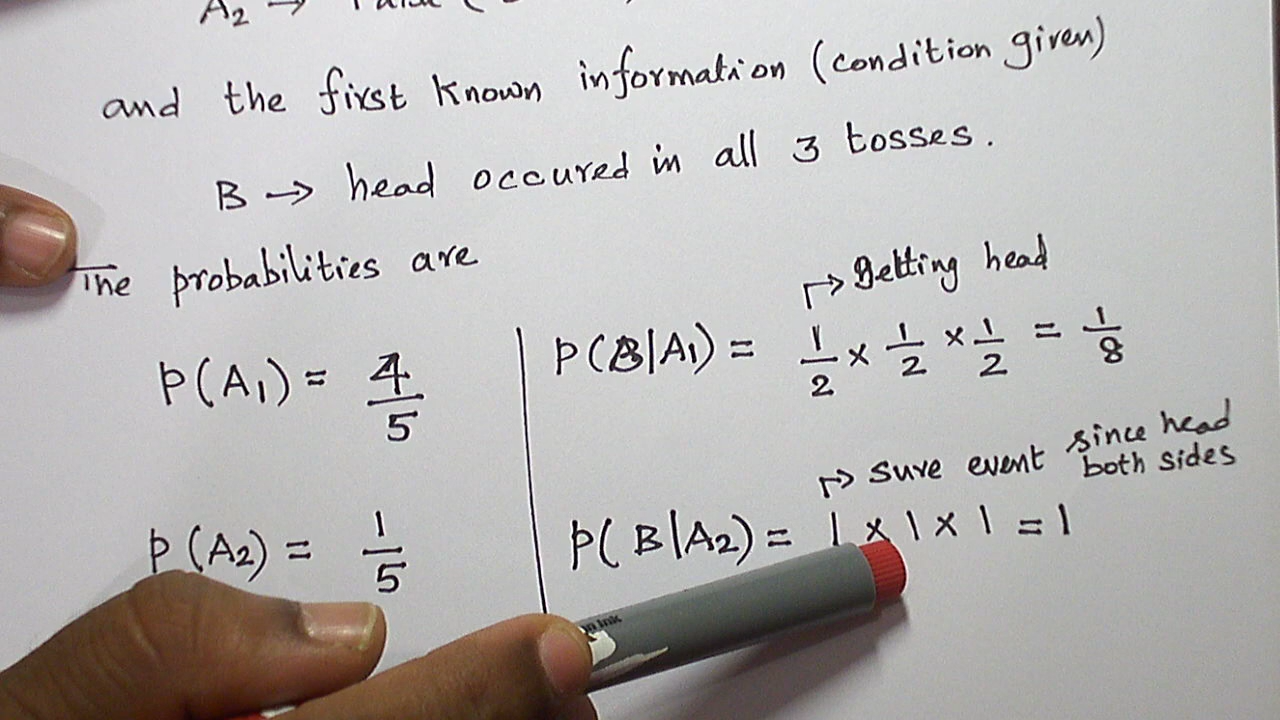 A2 →
and the first known information (condition given)
B → head occured in all 3 tosses.
The probabilities are
P(A1) = 4/5
P(A2) = 1/5
↱ getting head
P(B|A1) = 1/2 × 1/2 × 1/2 = 1/8
↱ sure event since head
both sides
P(B|A2) = 1 × 1 × 1 = 1